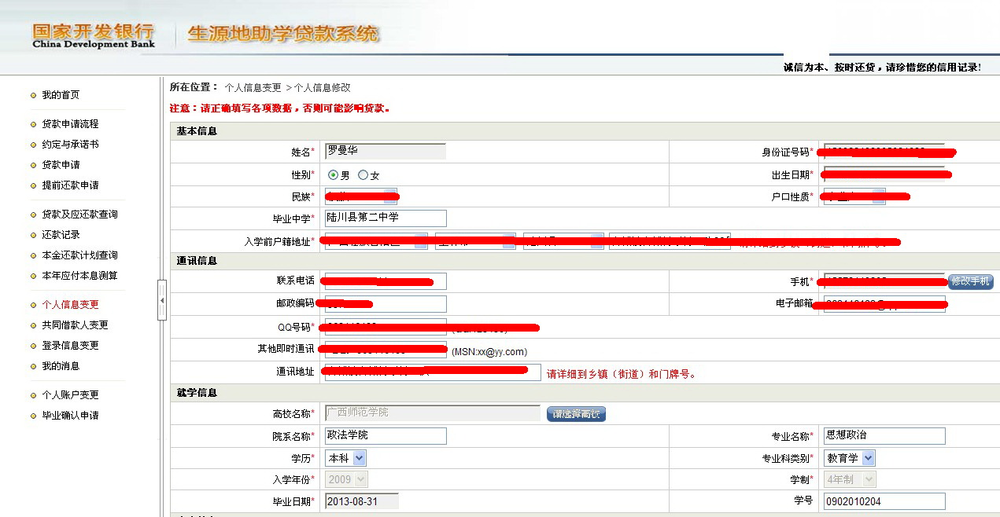 国家开发银行
China Development Bank
生源地助学贷款系统
诚信为本、按时还贷，请珍惜您的信用记录!
我的首页
贷款申请流程
约定与承诺书
贷款申请
提前还款申请
贷款及应还款查询
还款记录
本金还款计划查询
本年应付本息测算
个人信息变更
共同借款人变更
登录信息变更
我的消息
个人账户变更
毕业确认申请
所在位置： 个人信息变更 >个人信息修改
注意：请正确填写各项数据，否则可能影响贷款。
基本信息
姓名* 罗曼华 身份证号码*
性别* 男 女 出生日期*
民族* 户口性质*
毕业中学* 陆川县第二中学
入学前户籍地址*
通讯信息
联系电话 手机* 修改手机
邮政编码 电子邮箱
QQ号码*
其他即时通讯 (MSN:xx@yy.com)
通讯地址 请详细到乡镇（街道）和门牌号。
就学信息
高校名称* 广西师范学院 请选择高校
院系名称* 政法学院 专业名称* 思想政治
学历* 本科 专业科类别* 教育学
入学年份* 2009 学制* 4年制
毕业日期* 2013-08-31 学号 0902010204